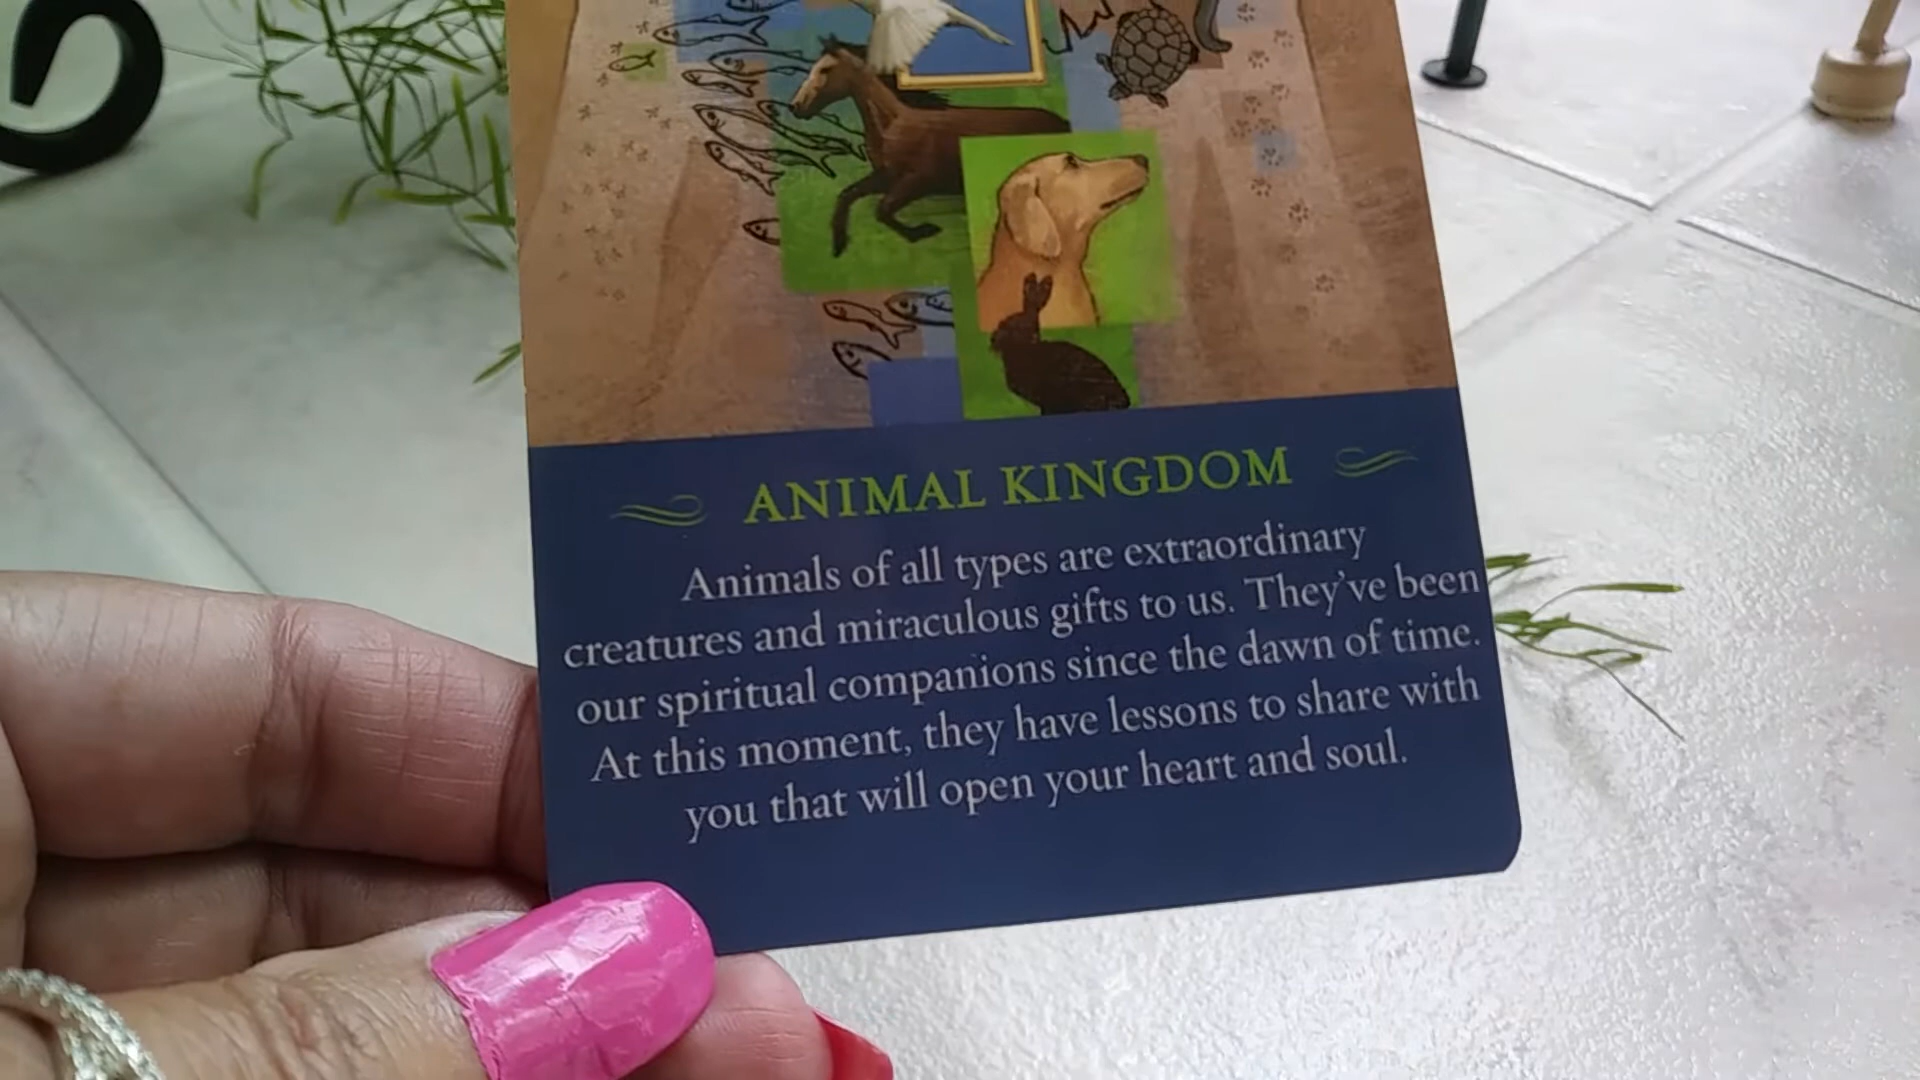 ANIMAL KINGDOM
Animals of all types are extraordinary
creatures and miraculous gifts to us. They've been
our spiritual companions since the dawn of time.
At this moment, they have lessons to share with
you that will open your heart and soul.